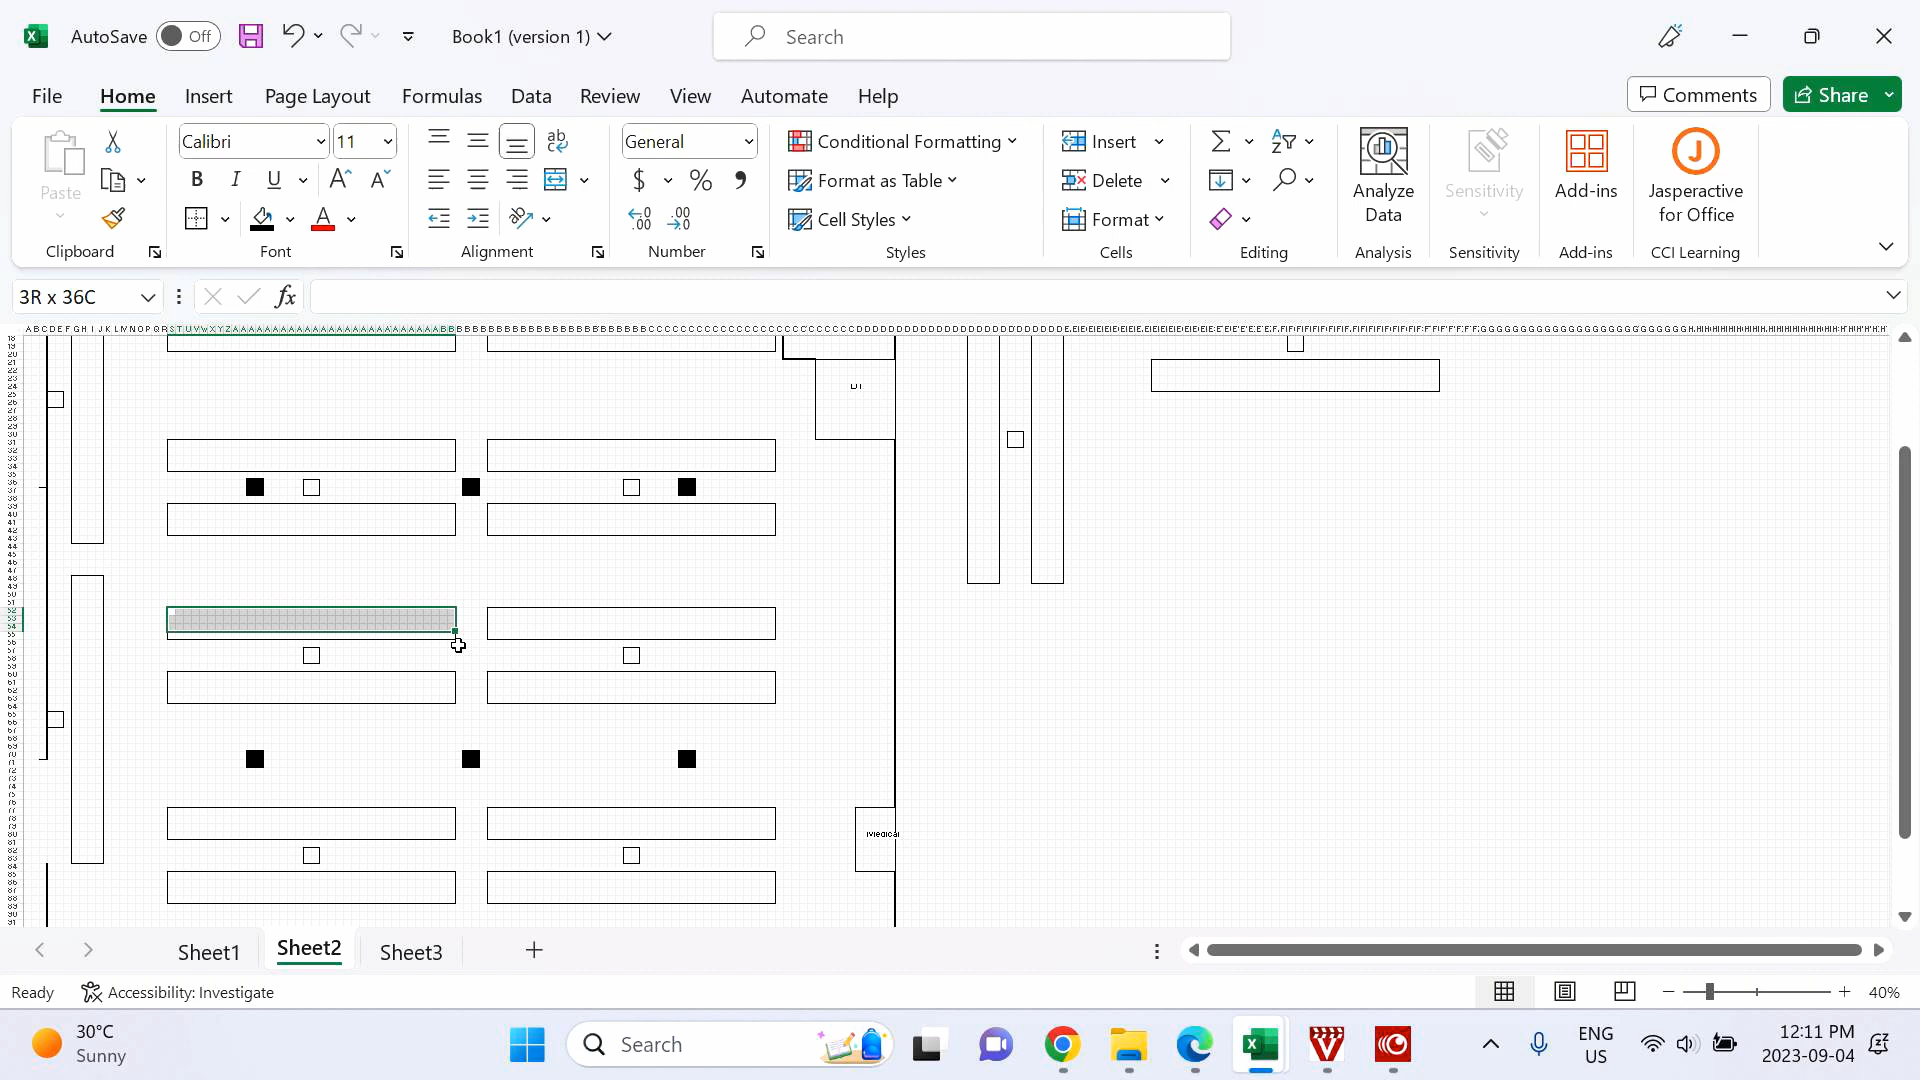 AutoSave Off Book1 (version 1) Search
File Home Insert Page Layout Formulas Data Review View Automate Help Comments Share
Paste
Clipboard
Calibri 11
B I U
Font
Alignment
General
$ %
Number
Conditional Formatting
Format as Table
Cell Styles
Styles
Insert
Delete
Format
Cells
Editing
Analyze
Data
Analysis
Sensitivity
Sensitivity
Add-ins
Add-ins
Jasperactive
for Office
CCI Learning
3R x 36C fx
Medical
Sheet1 Sheet2 Sheet3
Ready Accessibility: Investigate 40%
30°C
Sunny
Search
ENG
US
12:11 PM
2023-09-04